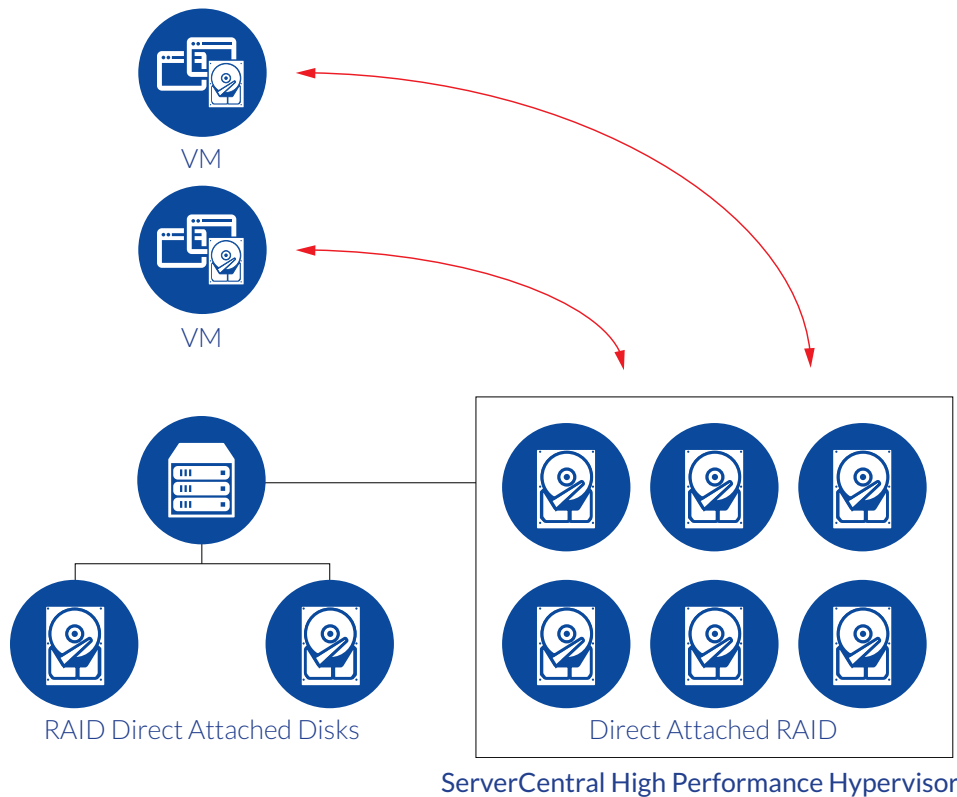 VM
VM
RAID Direct Attached Disks
Direct Attached RAID
ServerCentral High Performance Hypervisor